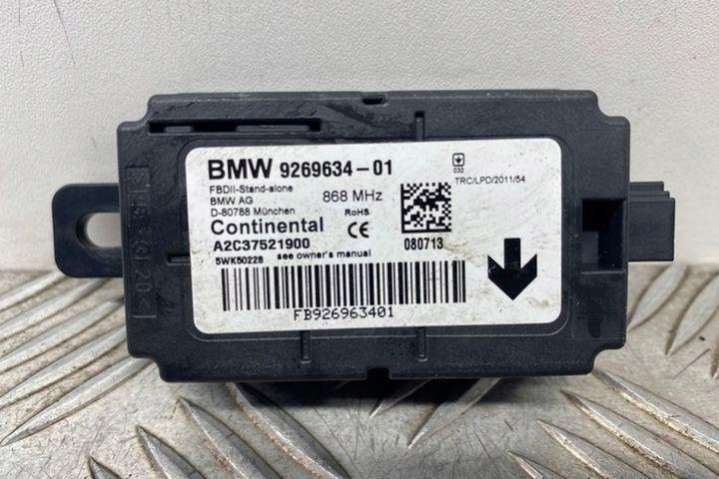 BMW 9269634-01
030
TRC/LPD/2011/54
FBDII-Stand-alone
BMW AG
868 MHz
D-80788 München
RoHS
Continental
CE
A2C37521900
080713
5WK50228
see owner's manual
FB926963401